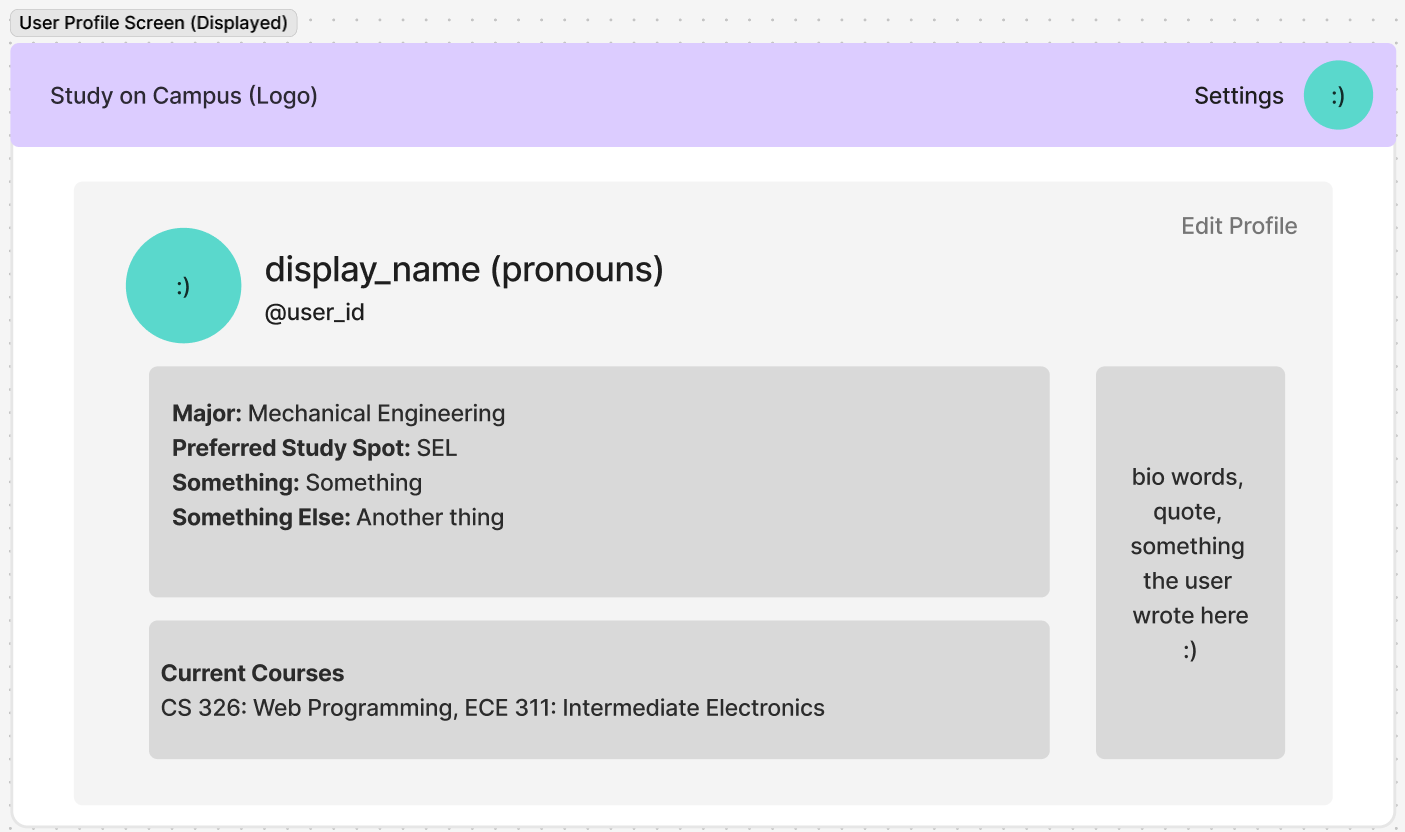 User Profile Screen (Displayed)
Study on Campus (Logo)
Settings
:)
Edit Profile
:)
display_name (pronouns)
@user_id
Major: Mechanical Engineering
Preferred Study Spot: SEL
Something: Something
Something Else: Another thing
bio words,
quote,
something
the user
wrote here
:)
Current Courses
CS 326: Web Programming, ECE 311: Intermediate Electronics